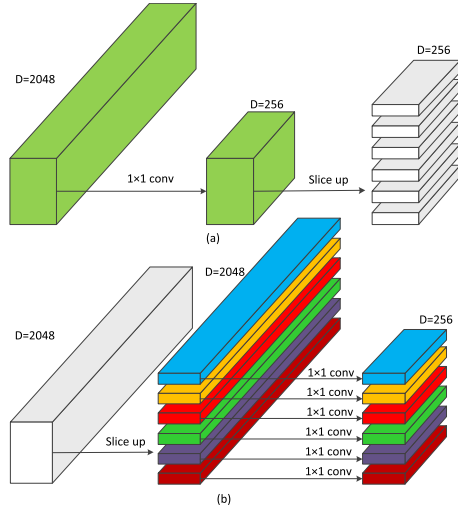 D=2048
D=256
D=256
1×1 conv
Slice up
(a)
D=2048
D=2048
D=256
1×1 conv
1×1 conv
1×1 conv
1×1 conv
1×1 conv
1×1 conv
Slice up
(b)